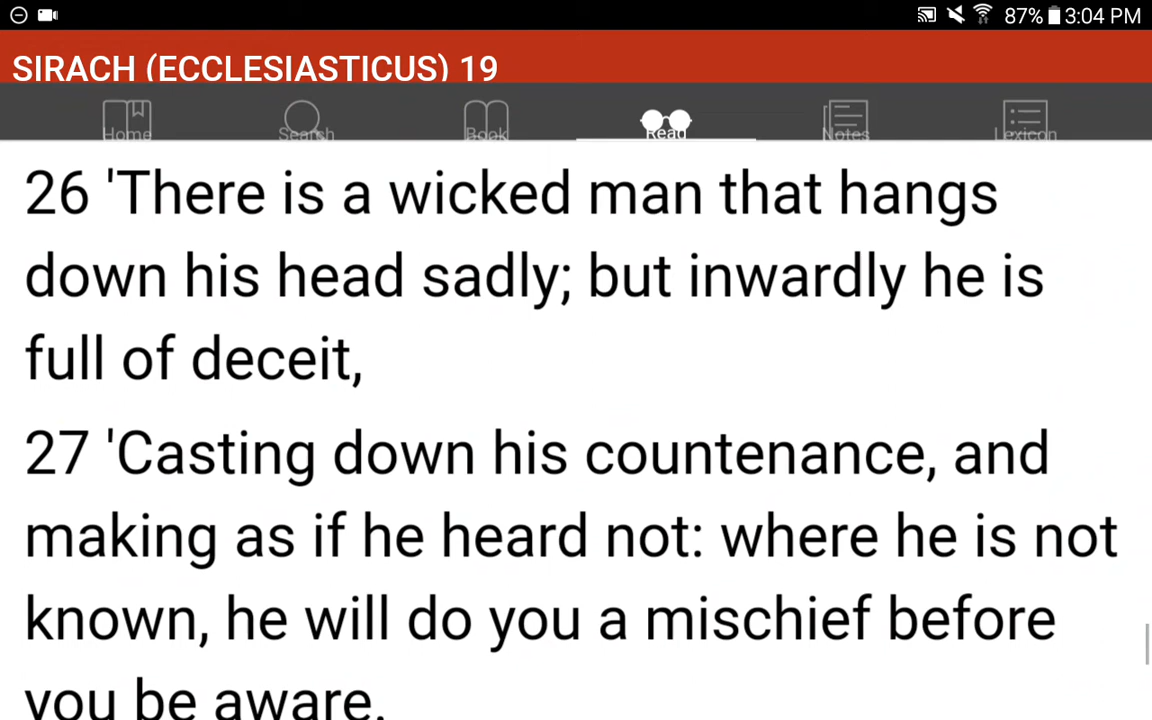 87% 3:04 PM
SIRACH (ECCLESIASTICUS) 19
Home Search Book Read Notes Lexicon
26 'There is a wicked man that hangs
down his head sadly; but inwardly he is
full of deceit,
27 'Casting down his countenance, and
making as if he heard not: where he is not
known, he will do you a mischief before
you be aware.